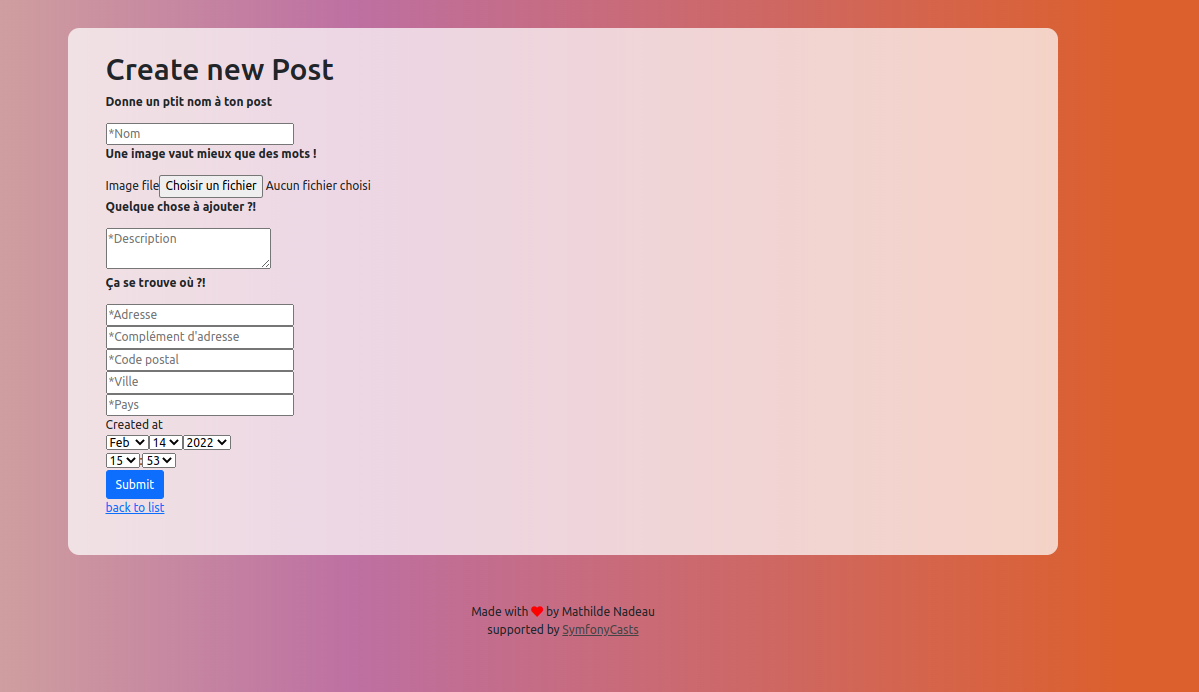 Create new Post
Donne un ptit nom à ton post
*Nom
Une image vaut mieux que des mots !
Image file Choisir un fichier Aucun fichier choisi
Quelque chose à ajouter ?!
*Description
Ça se trouve où ?!
*Adresse
*Complément d'adresse
*Code postal
*Ville
*Pays
Created at
Feb 14 2022
15 : 53
Submit
back to list
Made with ❤ by Mathilde Nadeau
supported by SymfonyCasts